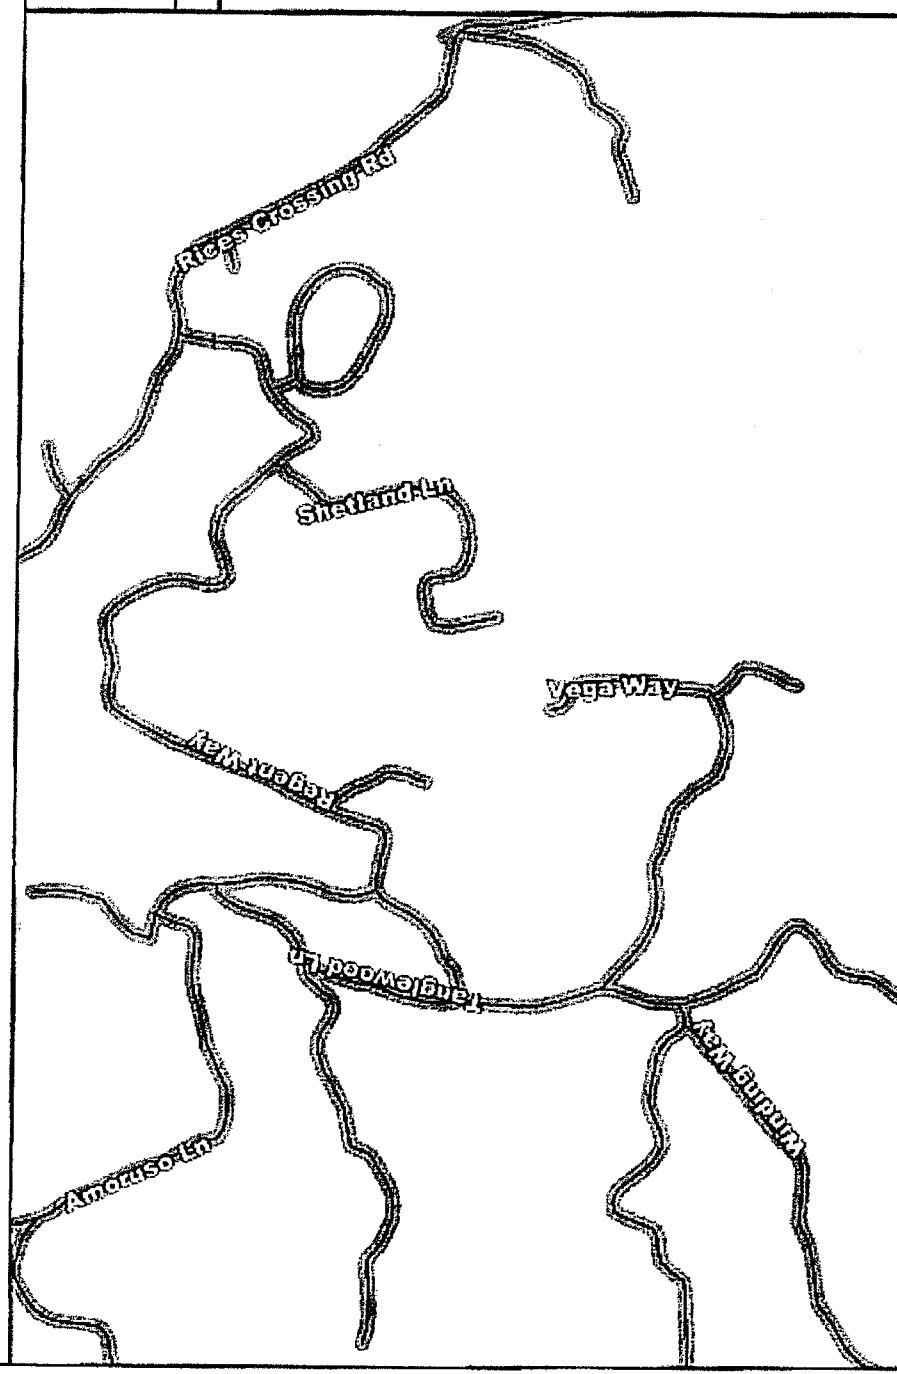 Rices Crossing Rd
Shetland Ln
Vega Way
Regent Way
Tanglewood Ln
Winding Way
Amoruso Ln